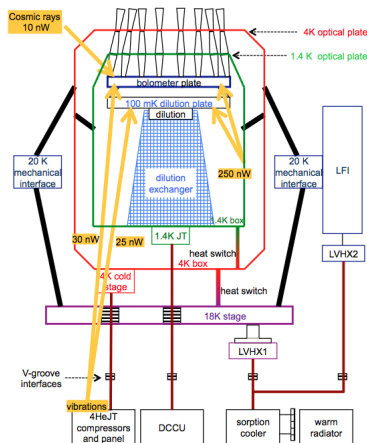 Cosmic rays
10 nW
4K optical plate
1.4 K optical plate
bolometer plate
100 mK dilution plate
dilution
20 K
mechanical
interface
dilution
exchanger
250 nW
20 K
mechanical
interface
LFI
30 nW
25 nW
1.4K box
1.4K JT
heat switch
4K box
LVHX2
4K cold
stage
heat switch
18K stage
LVHX1
V-groove
interfaces
vibrations
4HeJT
compressors
and panel
DCCU
sorption
cooler
warm
radiator